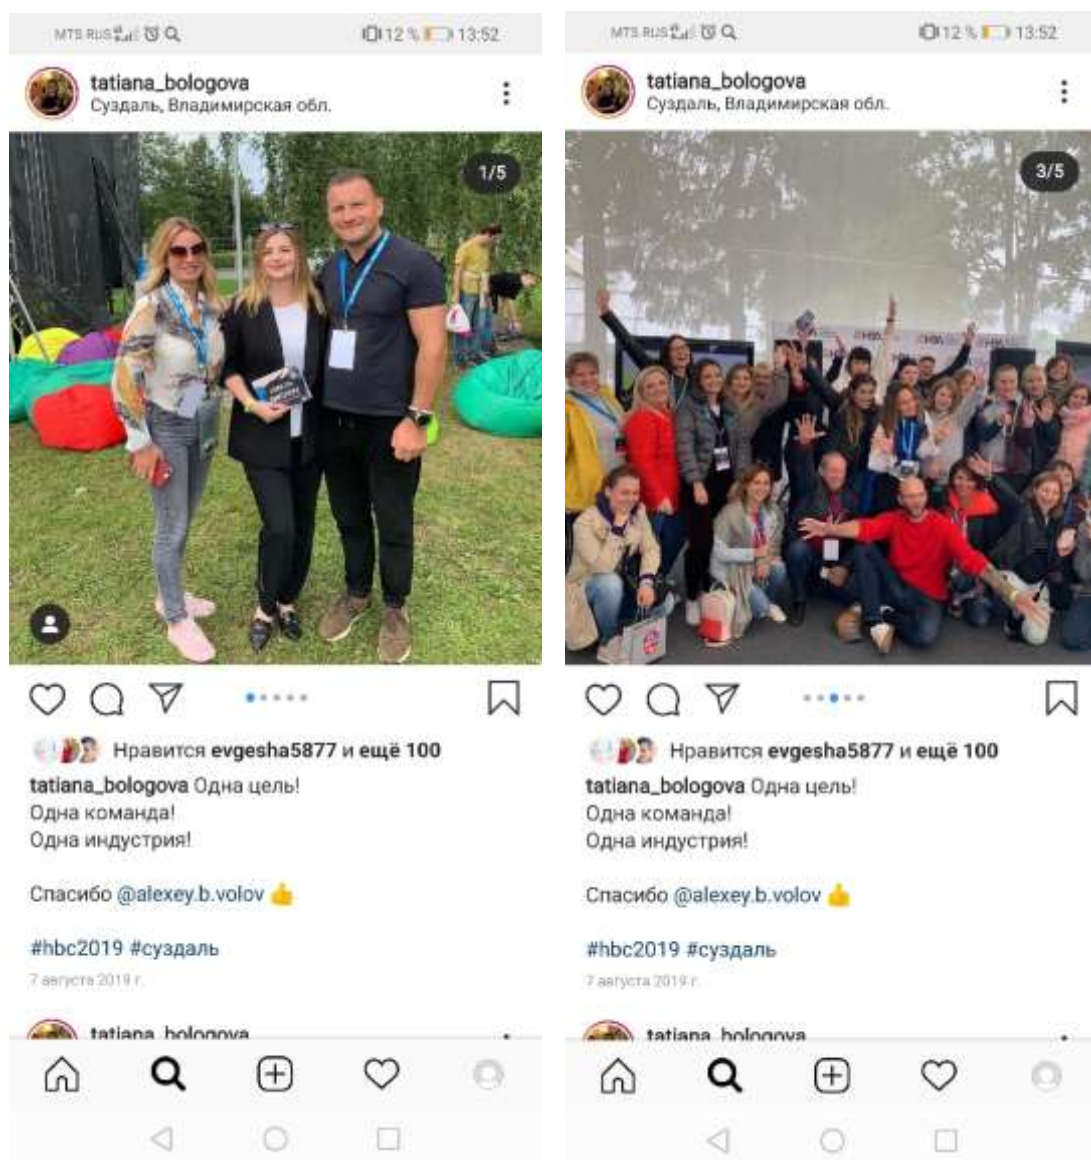 MTS RUS
12 % 13:52
tatiana_bologova
Суздаль, Владимирская обл.
1/5
Нравится evgesha5877 и ещё 100
tatiana_bologova Одна цель!
Одна команда!
Одна индустрия!
Спасибо @alexey.b.volov 👍
#hbc2019 #суздаль
7 августа 2019 г.
tatiana_bologova
MTS RUS
12 % 13:52
tatiana_bologova
Суздаль, Владимирская обл.
3/5
Нравится evgesha5877 и ещё 100
tatiana_bologova Одна цель!
Одна команда!
Одна индустрия!
Спасибо @alexey.b.volov 👍
#hbc2019 #суздаль
7 августа 2019 г.
tatiana_bologova